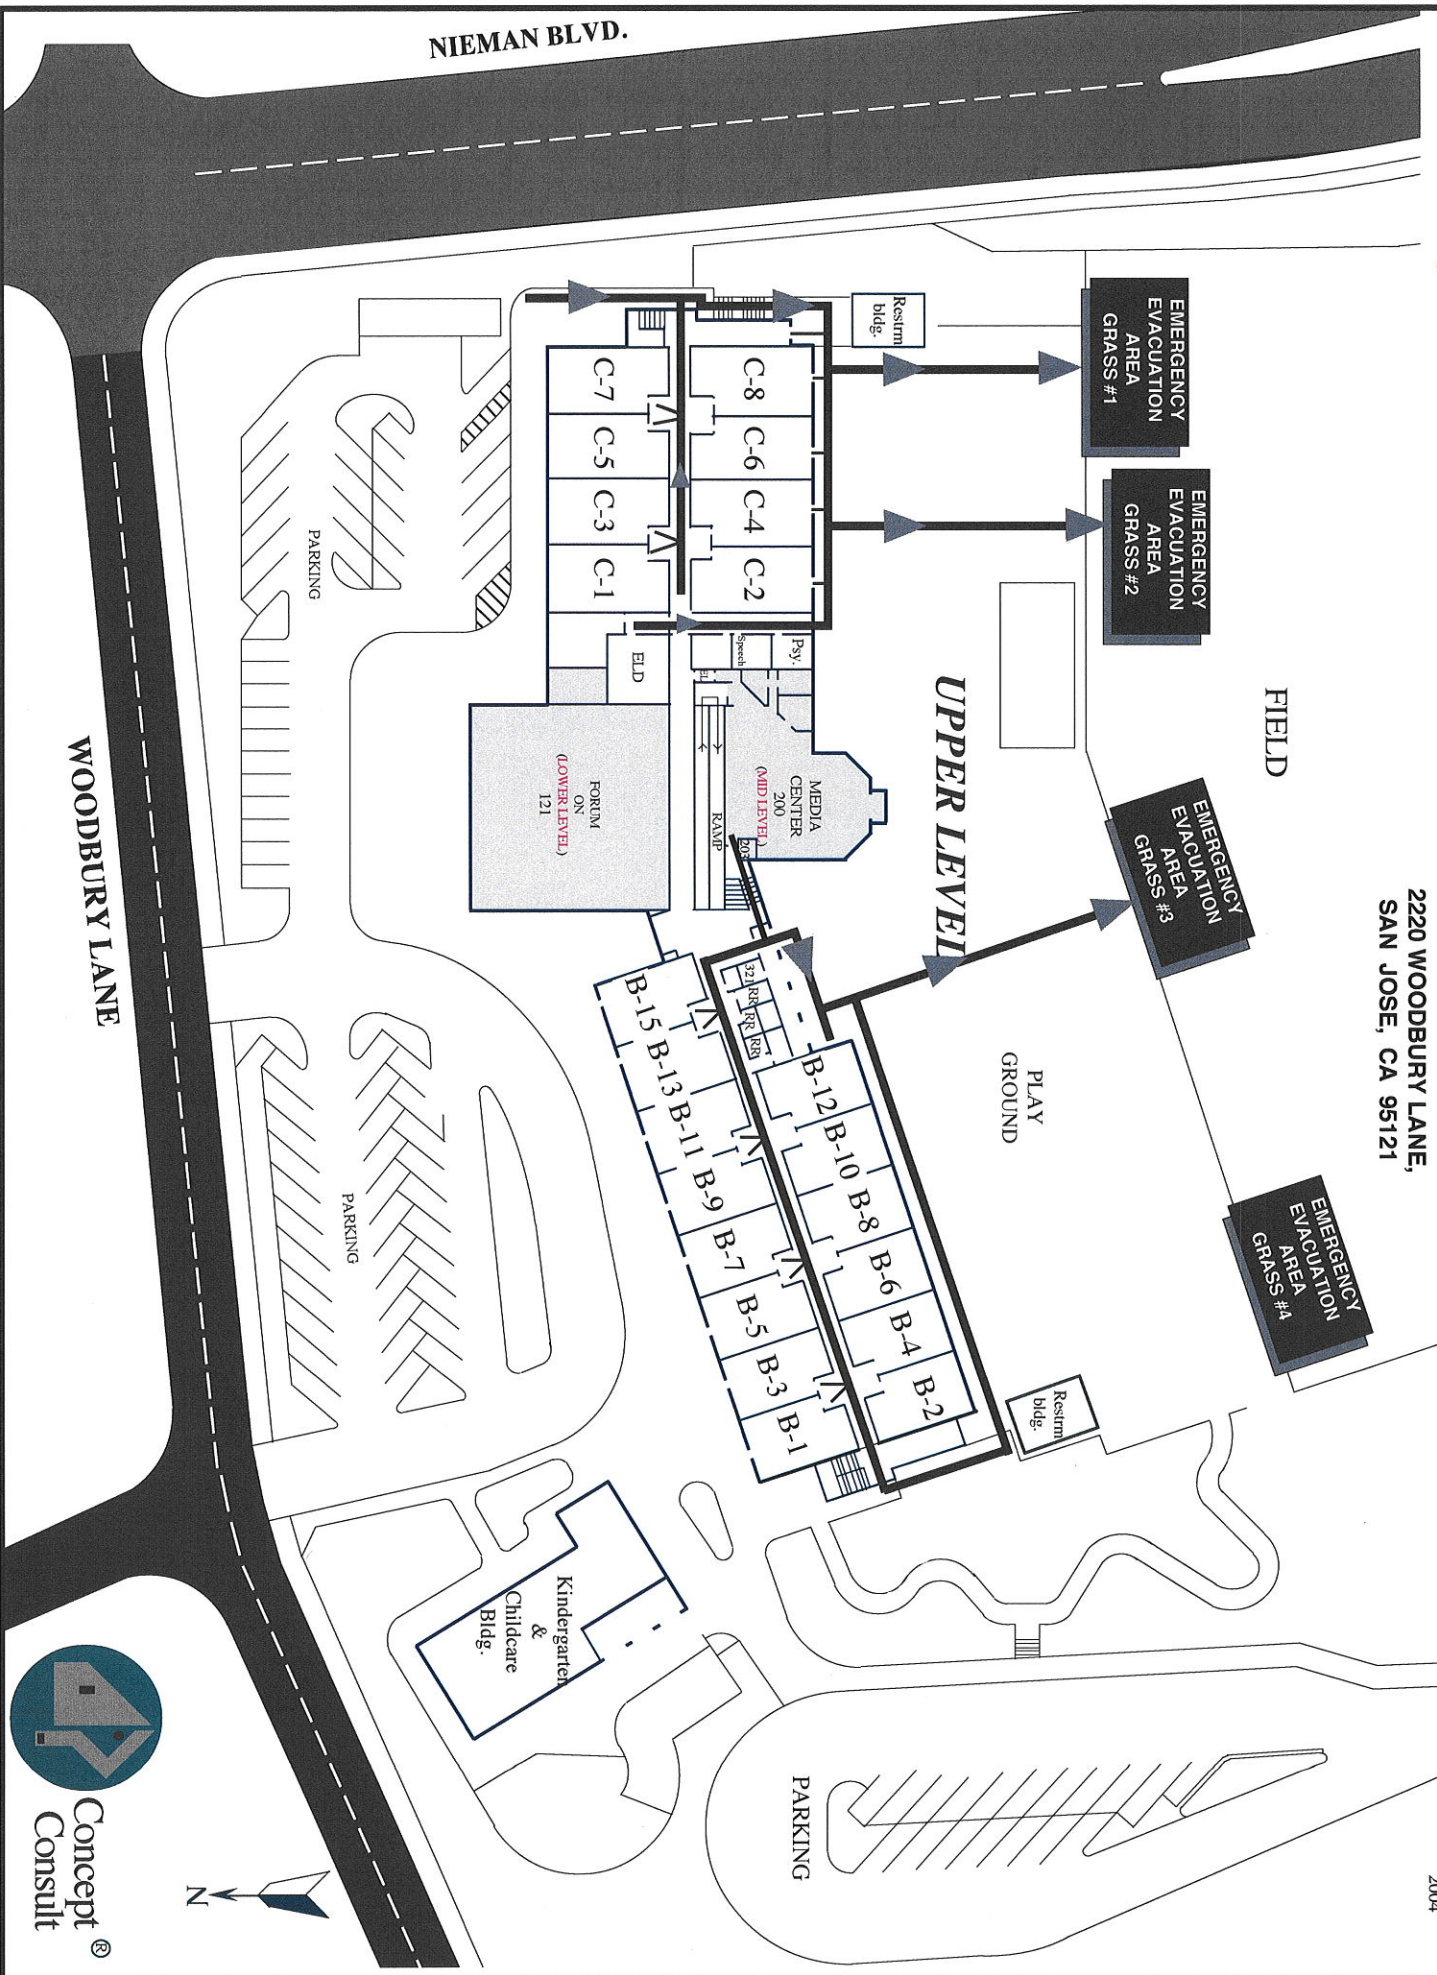 2220 WOODBURY LANE,
SAN JOSE, CA 95121
2004
NIEMAN BLVD.
EMERGENCY
EVACUATION
AREA
GRASS #1
EMERGENCY
EVACUATION
AREA
GRASS #2
FIELD
EMERGENCY
EVACUATION
AREA
GRASS #3
EMERGENCY
EVACUATION
AREA
GRASS #4
Restrm
bldg.
UPPER LEVEL
PLAY
GROUND
Restrm
bldg.
C-8
C-6
C-4
C-2
Psy.
Speech
EL
MEDIA
CENTER
200
(MID LEVEL)
203
RAMP
C-7
C-5
C-3
C-1
ELD
FORUM
ON
(LOWER LEVEL)
121
321
RR
RR
RR
B-12
B-10
B-8
B-6
B-4
B-2
B-15
B-13
B-11
B-9
B-7
B-5
B-3
B-1
PARKING
PARKING
PARKING
Kindergarten
&
Childcare
Bldg.
WOODBURY LANE
N
Concept ®
Consult